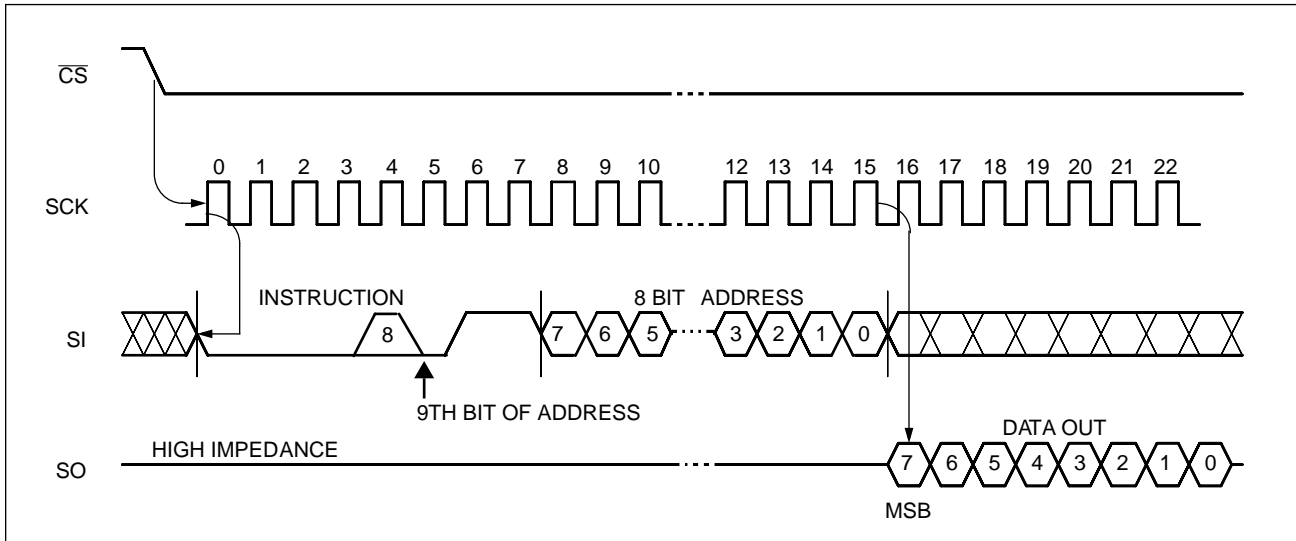 CS
0 1 2 3 4 5 6 7 8 9 10 12 13 14 15 16 17 18 19 20 21 22
SCK
INSTRUCTION 8 BIT ADDRESS
SI 8 7 6 5 3 2 1 0
9TH BIT OF ADDRESS
DATA OUT
HIGH IMPEDANCE
SO 7 6 5 4 3 2 1 0
MSB